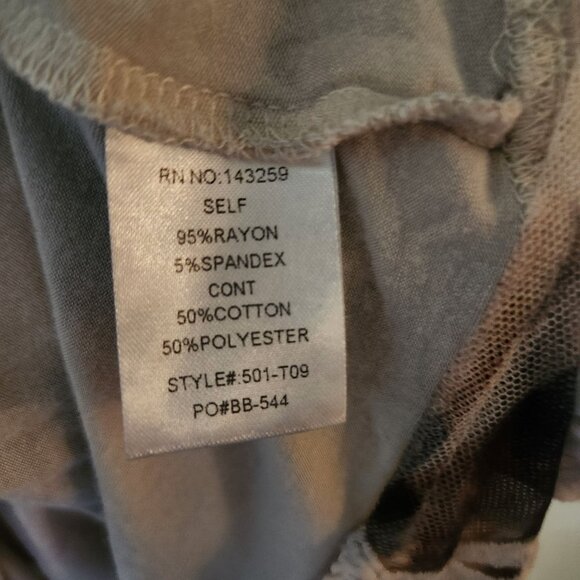 RN NO:143259
SELF
95%RAYON
5%SPANDEX
CONT
50%COTTON
50%POLYESTER
STYLE#:501-T09
PO#BB-544